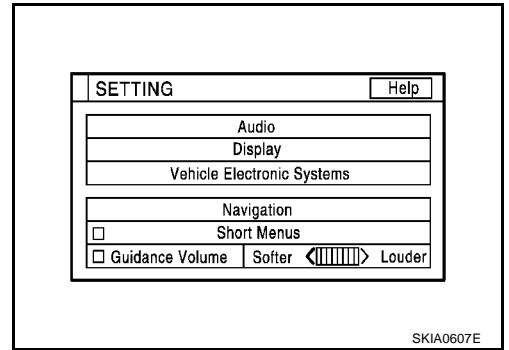 SETTING Help
Audio
Display
Vehicle Electronic Systems
Navigation
Short Menus
Guidance Volume Softer Louder
SKIA0607E